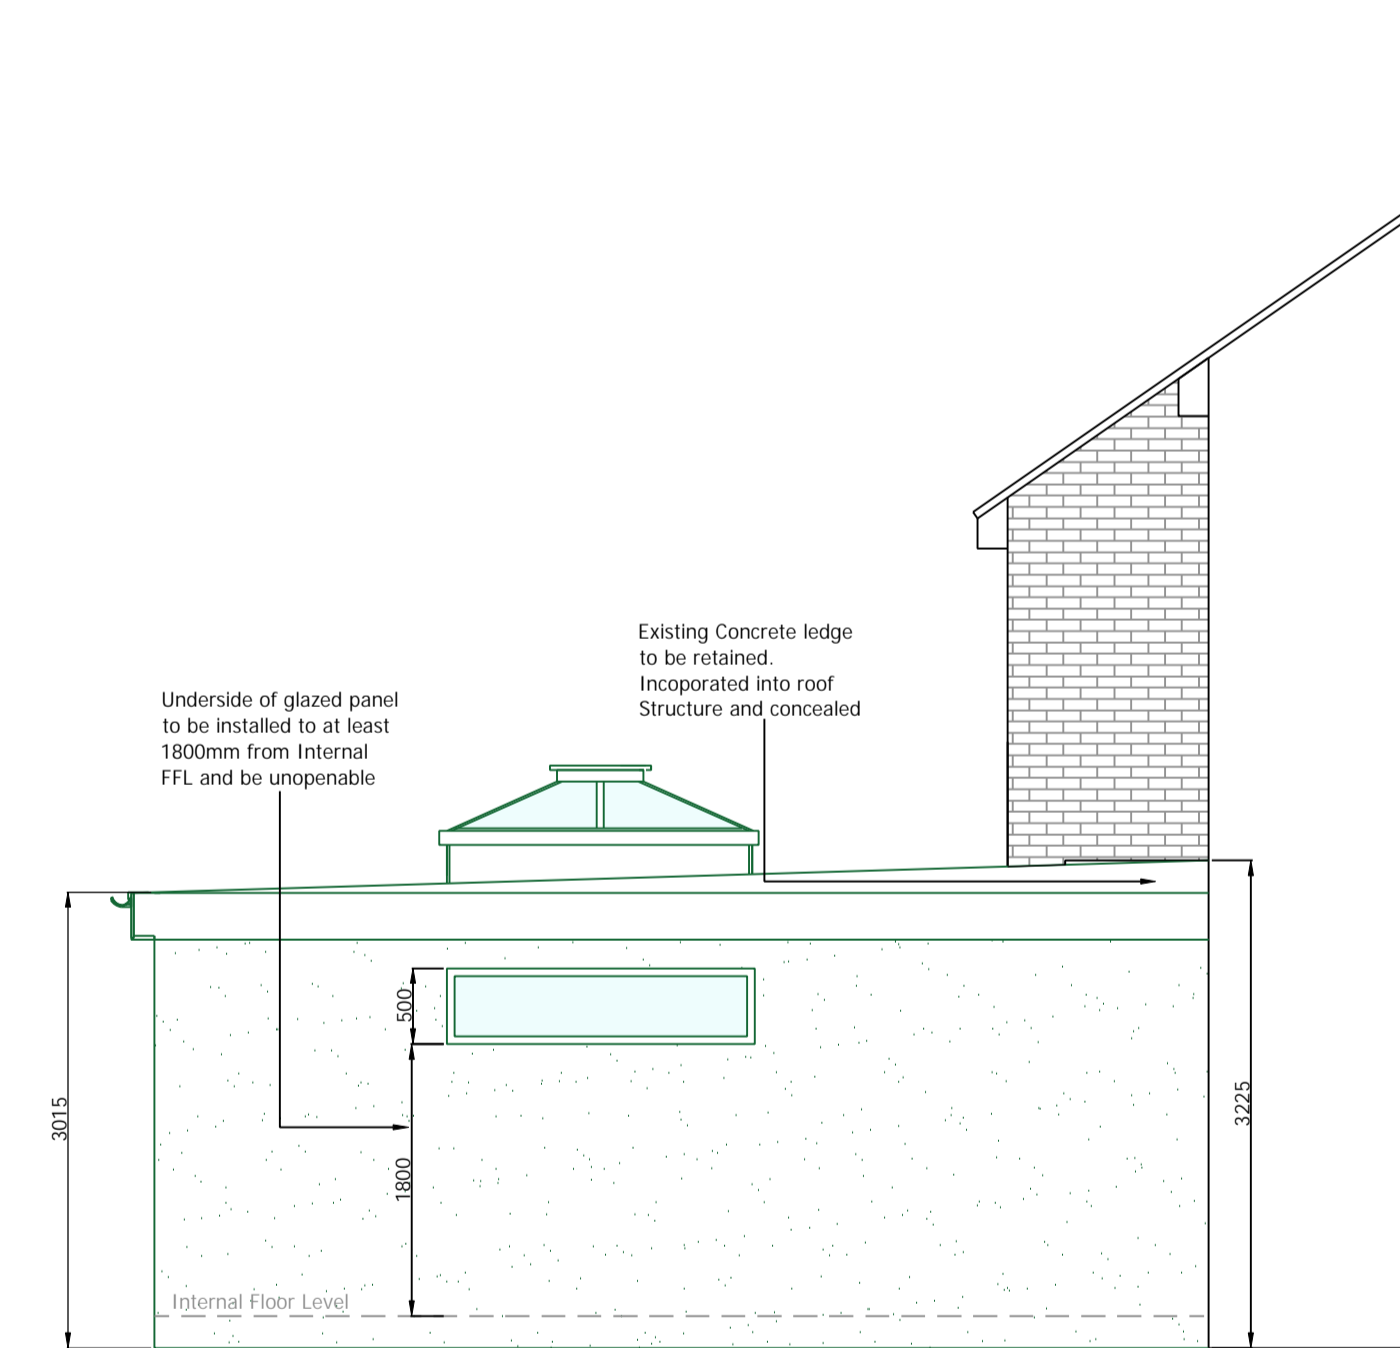 Existing Concrete ledge
to be retained.
Incoporated into roof
Structure and concealed
Underside of glazed panel
to be installed to at least
1800mm from Internal
FFL and be unopenable
500
3015
1800
3225
Internal Floor Level